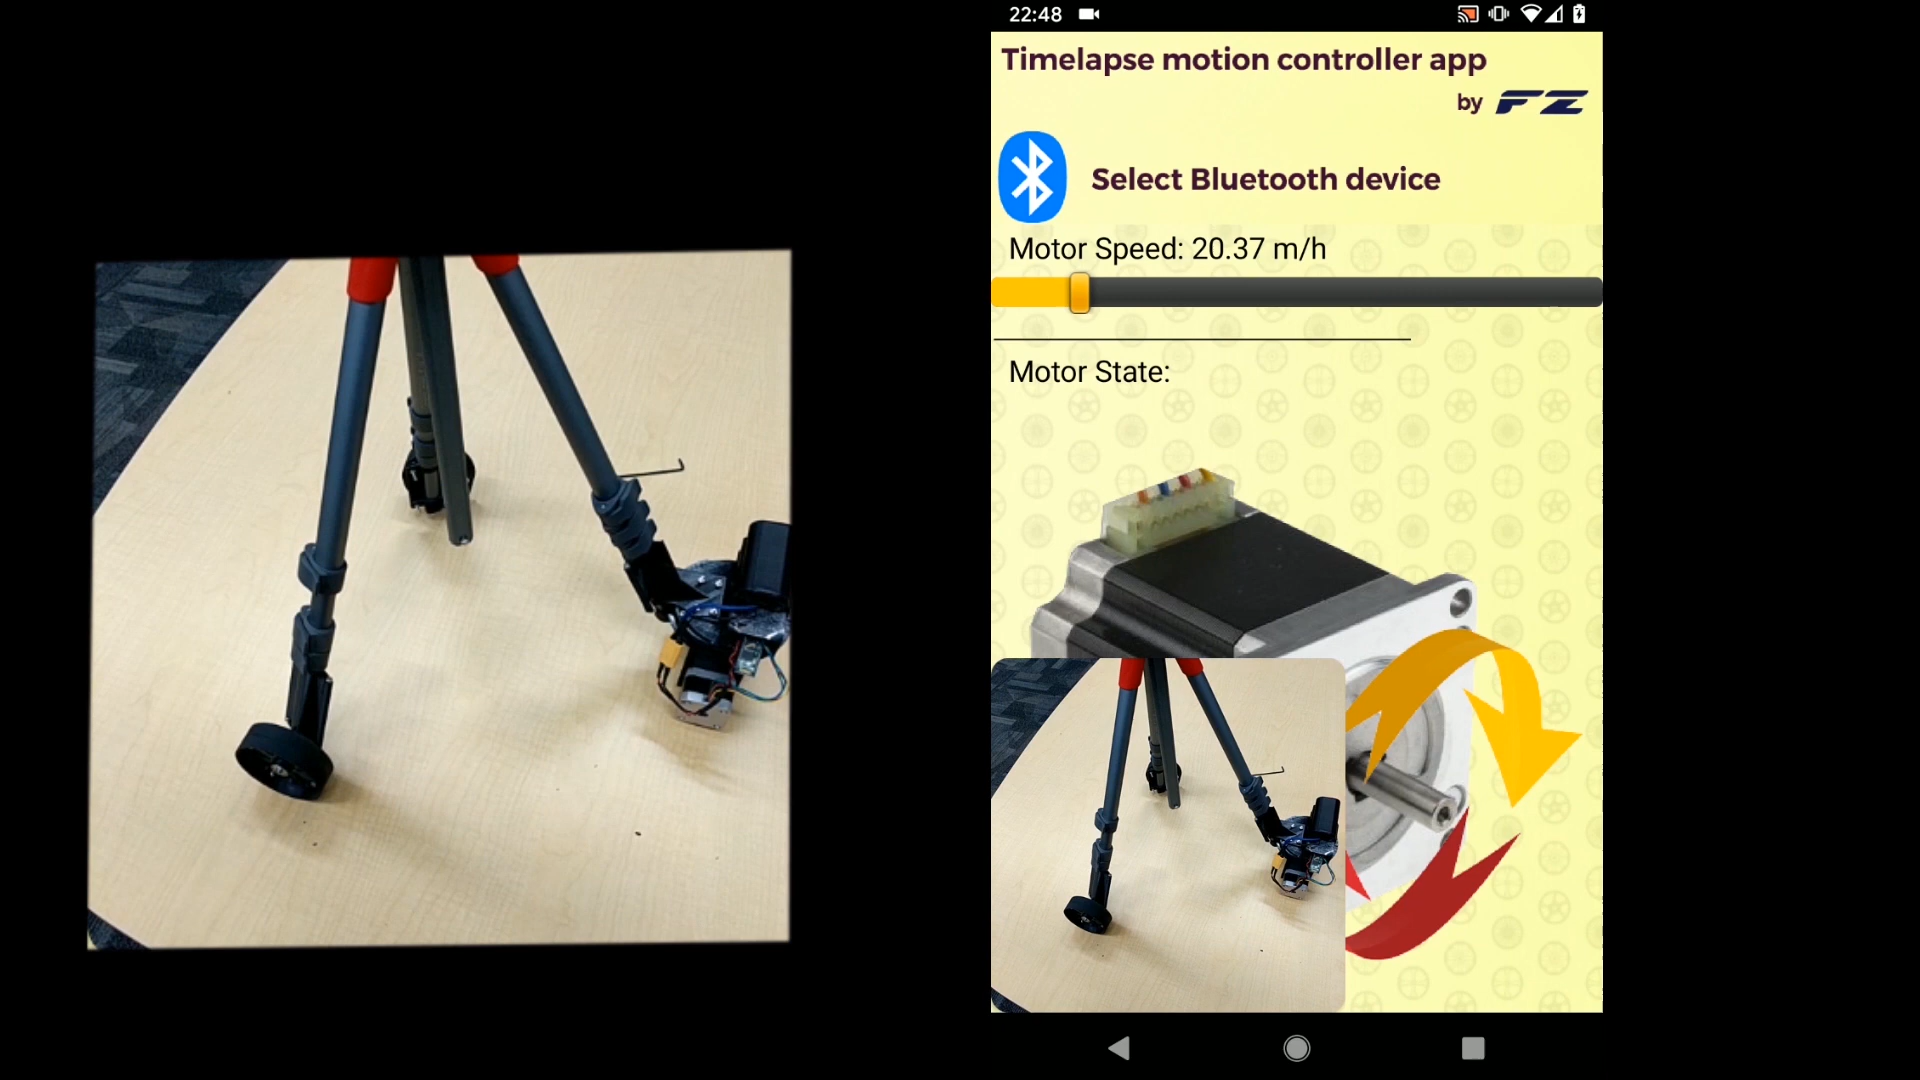 22:48
Timelapse motion controller app
by FZ
Select Bluetooth device
Motor Speed: 20.37 m/h
Motor State: